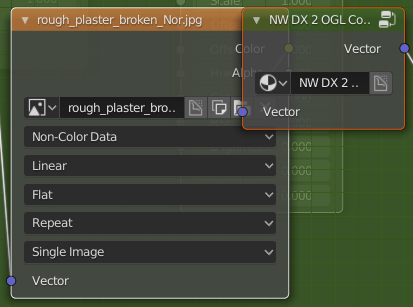 rough_plaster_broken_Nor.jpg
NW DX 2 OGL Co..
Color
Vector
NW DX 2 ..
rough_plaster_bro..
Vector
Non-Color Data
Linear
Flat
Repeat
Single Image
Vector